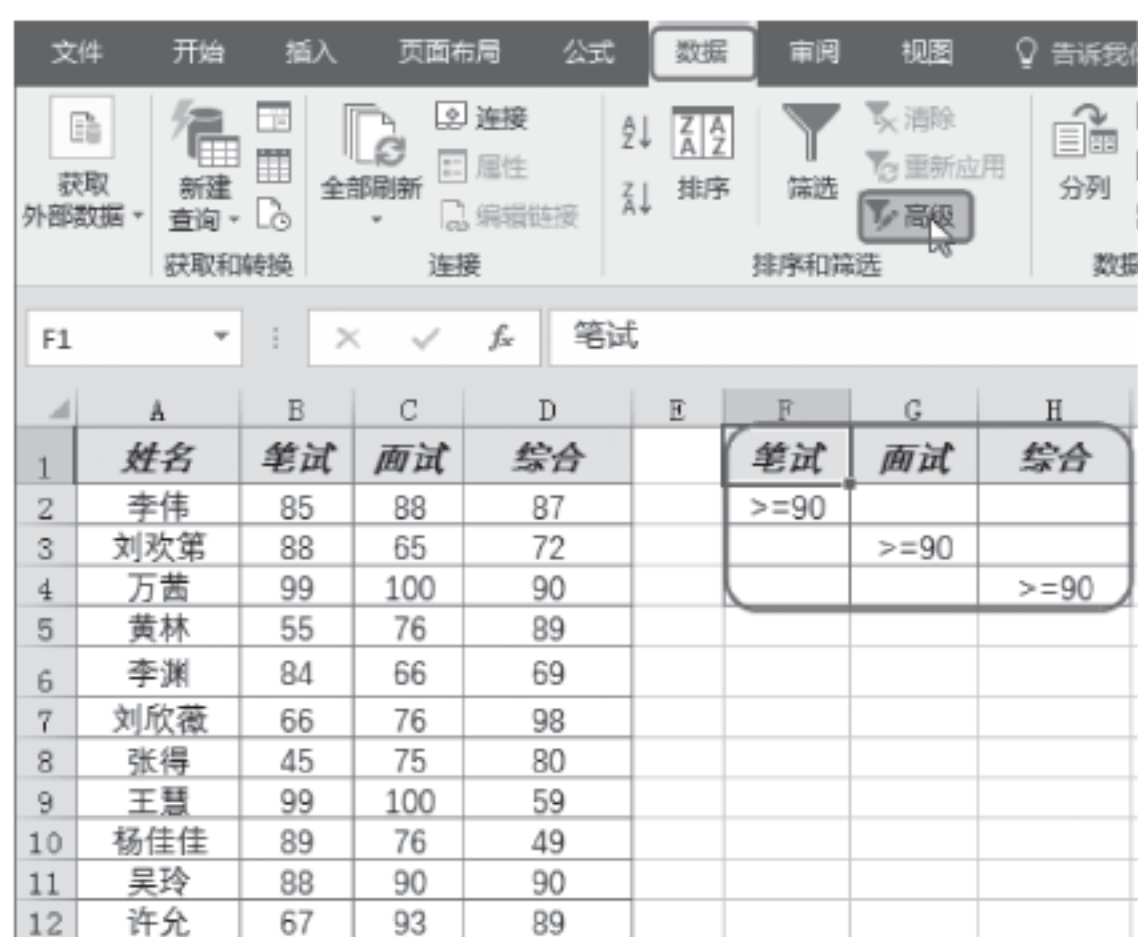 文件 开始 插入 页面布局 公式 数据 审阅 视图 告诉我
获取 外部数据
新建 查询
全部刷新
连接
属性
编辑链接
排序
筛选
清除
重新应用
高级
分列
获取和转换 连接 排序和筛选 数据
F1 fx 笔试
A B C D E F G H
1 姓名 笔试 面试 综合 笔试 面试 综合
2 李伟 85 88 87 >=90
3 刘欢第 88 65 72 >=90
4 万茜 99 100 90 >=90
5 黄林 55 76 89
6 李渊 84 66 69
7 刘欣薇 66 76 98
8 张得 45 75 80
9 王慧 99 100 59
10 杨佳佳 89 76 49
11 吴玲 88 90 90
12 许允 67 93 89